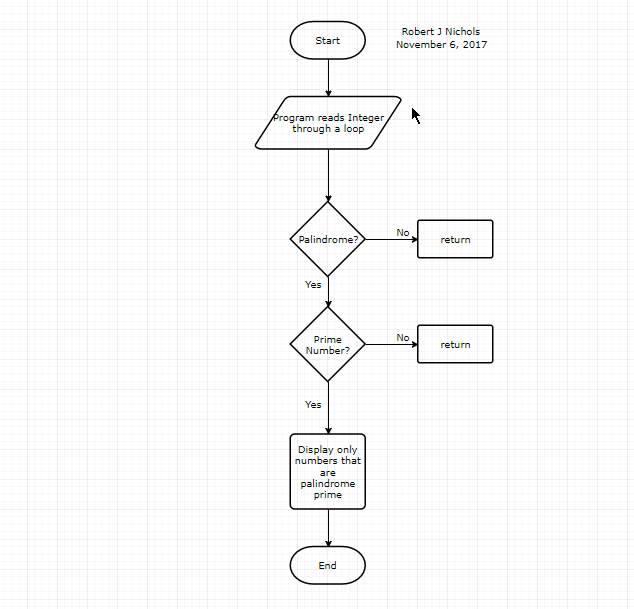 Start
Robert J Nichols
November 6, 2017
Program reads Integer
through a loop
Palindrome?
No
return
Yes
Prime
Number?
No
return
Yes
Display only
numbers that
are
palindrome
prime
End